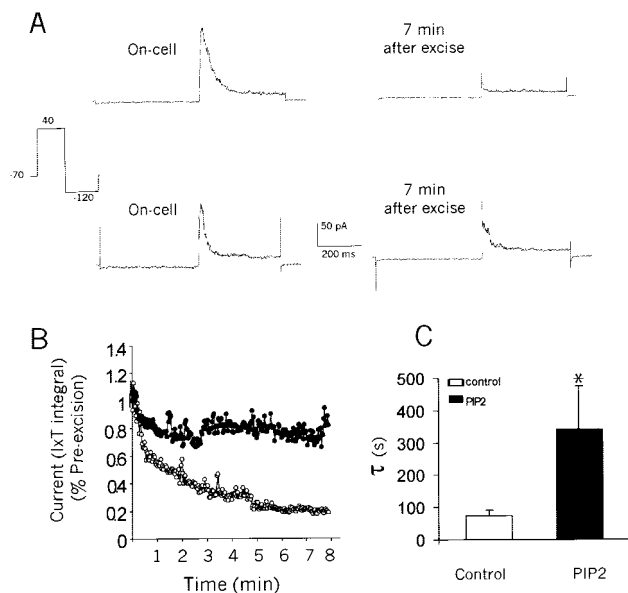 A
On-cell
7 min
after excise
40
-70
-120
On-cell
50 pA
200 ms
7 min
after excise
B
Current (IxT integral)
(% Pre-excision)
1.4
1.2
1
0.8
0.6
0.4
0.2
0
1 2 3 4 5 6 7 8
Time (min)
C
control
PIP2
*
τ (s)
500
400
300
200
100
0
Control PIP2